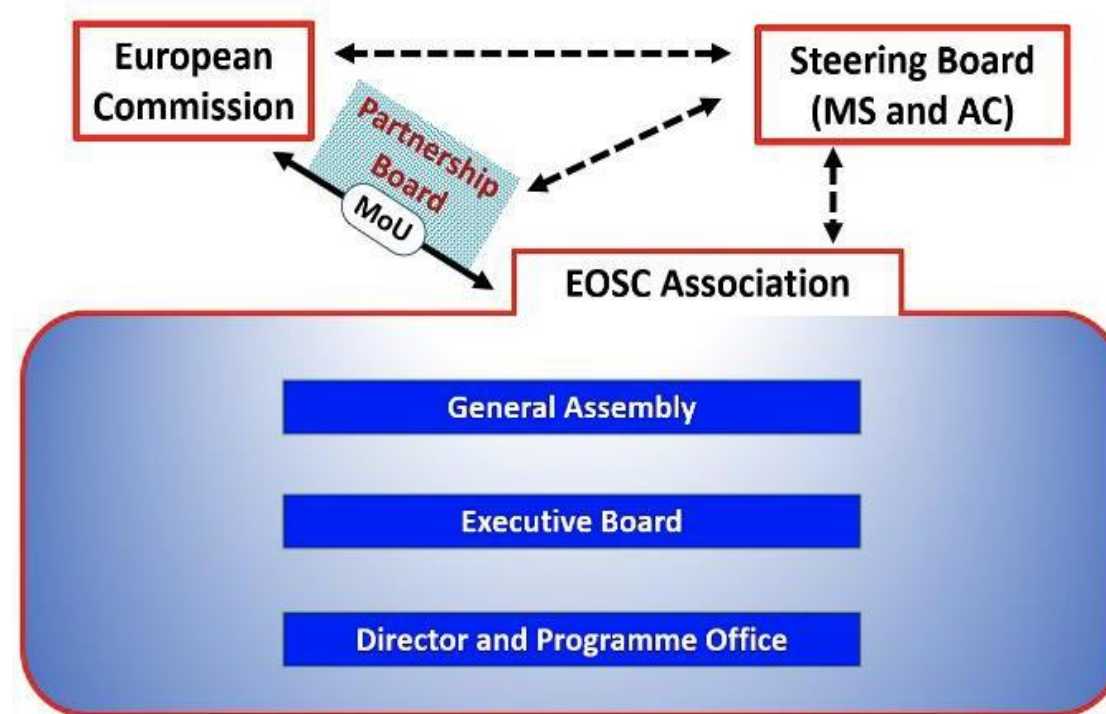 European
Commission
Steering Board
(MS and AC)
Partnership
Board
MoU
EOSC Association
General Assembly
Executive Board
Director and Programme Office